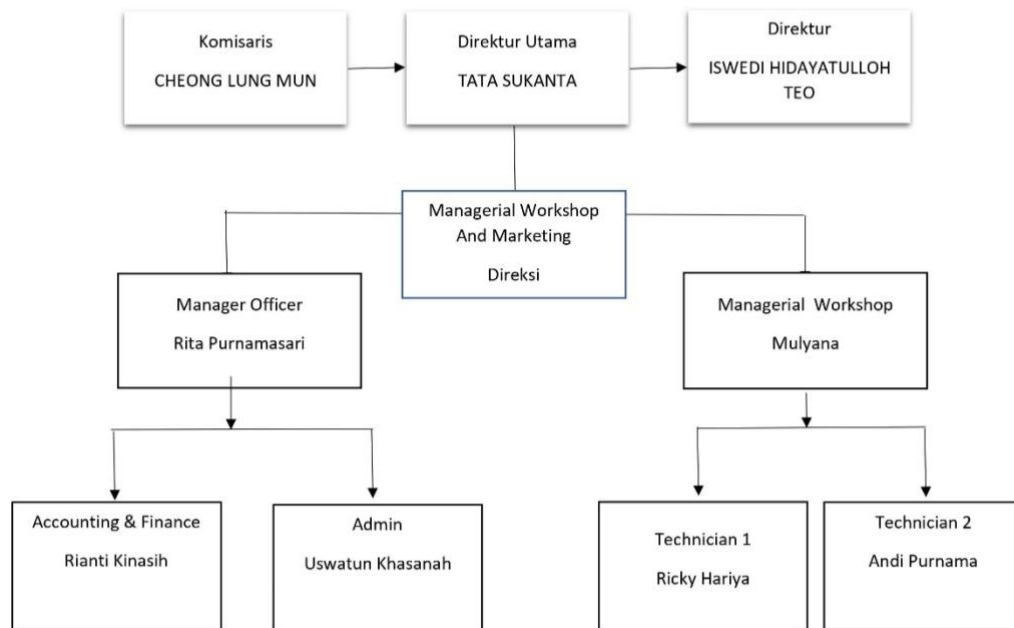 Komisaris
CHEONG LUNG MUN
Direktur Utama
TATA SUKANTA
Direktur
ISWEDI HIDAYATULLOH
TEO
Managerial Workshop
And Marketing
Direksi
Manager Officer
Rita Purnamasari
Managerial Workshop
Mulyana
Accounting & Finance
Rianti Kinasih
Admin
Uswatun Khasanah
Technician 1
Ricky Hariya
Technician 2
Andi Purnama